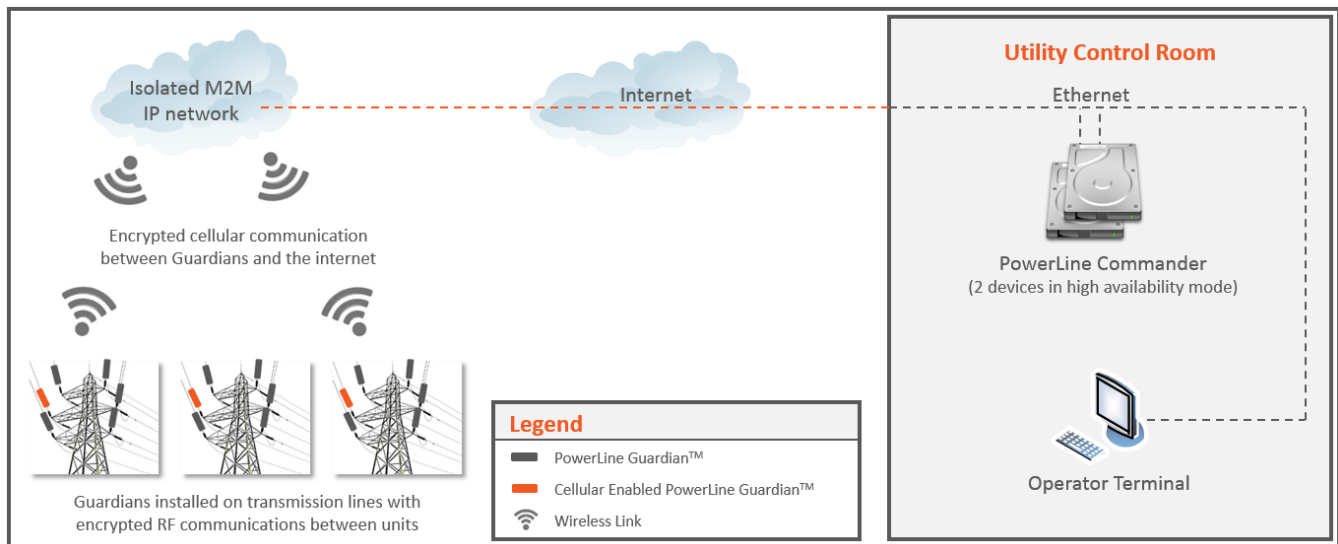 Isolated M2M
IP network
Internet
Utility Control Room
Ethernet
Encrypted cellular communication
between Guardians and the internet
PowerLine Commander
(2 devices in high availability mode)
Guardians installed on transmission lines with
encrypted RF communications between units
Legend
PowerLine Guardian™
Cellular Enabled PowerLine Guardian™
Wireless Link
Operator Terminal